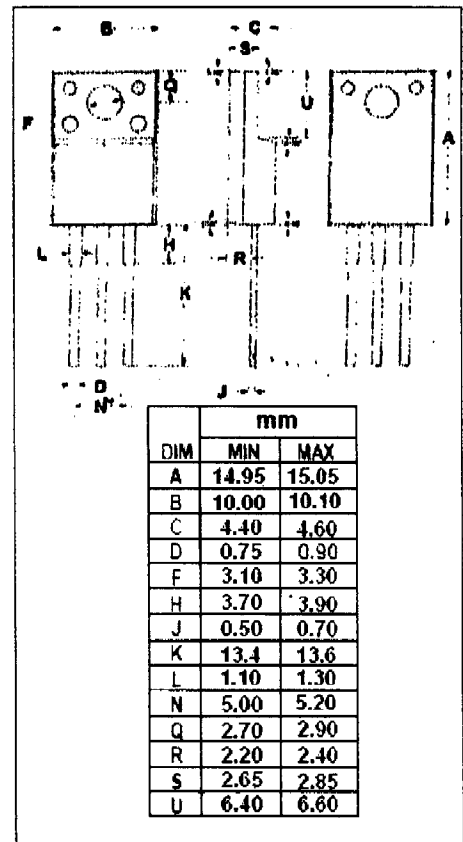 B C
S
Q U
F A
L H R
K
D J
N
mm
DIM MIN MAX
A 14.95 15.05
B 10.00 10.10
C 4.40 4.60
D 0.75 0.90
F 3.10 3.30
H 3.70 3.90
J 0.50 0.70
K 13.4 13.6
L 1.10 1.30
N 5.00 5.20
Q 2.70 2.90
R 2.20 2.40
S 2.65 2.85
U 6.40 6.60